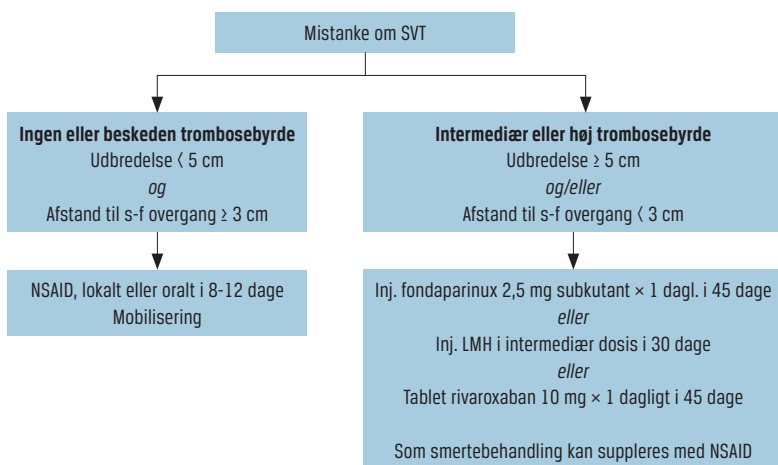 Mistanke om SVT
Ingen eller beskeden trombosebyrde
Udbredelse < 5 cm
og
Afstand til s-f overgang ≥ 3 cm
Intermediær eller høj trombosebyrde
Udbredelse ≥ 5 cm
og/eller
Afstand til s-f overgang < 3 cm
NSAID, lokalt eller oralt i 8-12 dage
Mobilisering
Inj. fondaparinux 2,5 mg subkutant × 1 dagl. i 45 dage
eller
Inj. LMH i intermediær dosis i 30 dage
eller
Tablet rivaroxaban 10 mg × 1 dagligt i 45 dage
Som smertebehandling kan suppleres med NSAID